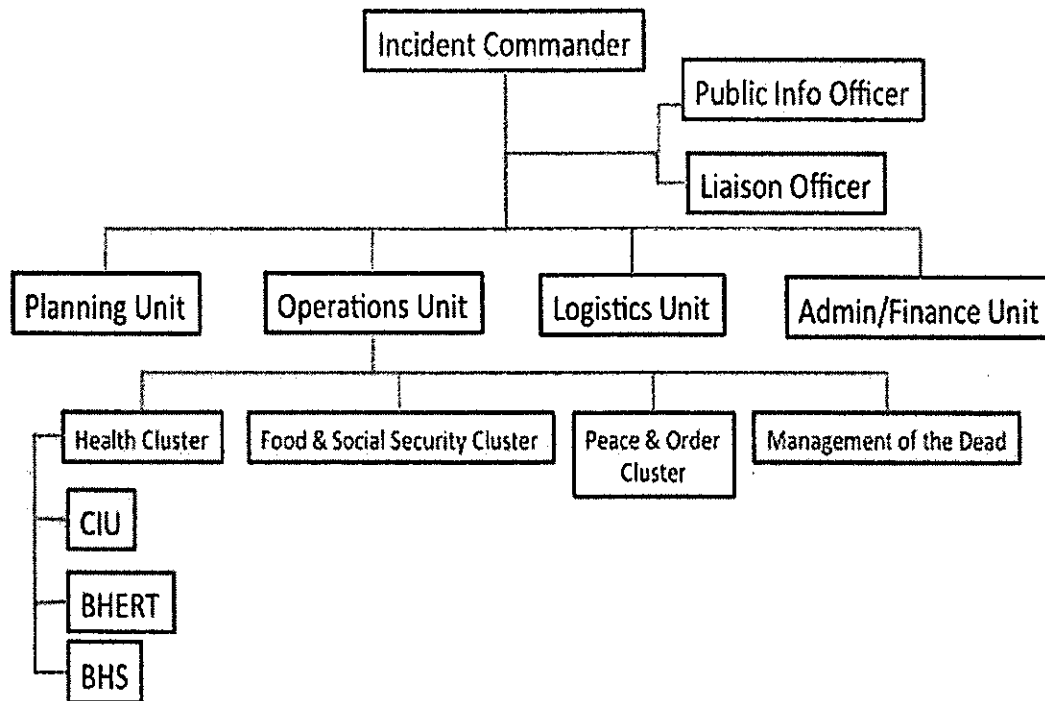 Incident Commander
Public Info Officer
Liaison Officer
Planning Unit
Operations Unit
Logistics Unit
Admin/Finance Unit
Health Cluster
Food & Social Security Cluster
Peace & Order
Cluster
Management of the Dead
CIU
BHERT
BHS